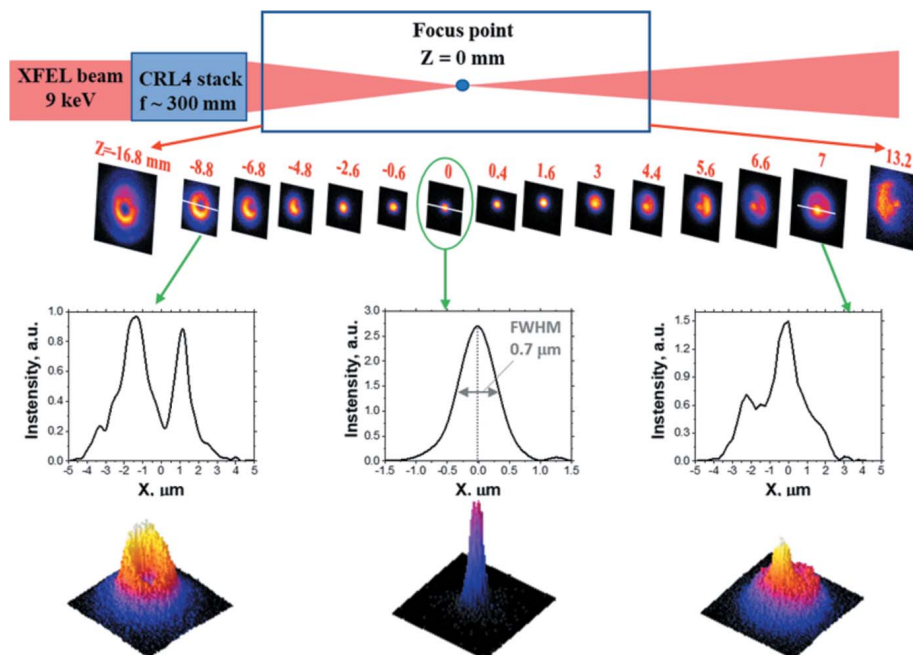 Focus point
Z = 0 mm
XFEL beam
9 keV
CRL4 stack
f ~ 300 mm
Z=-16.8 mm
-8.8
-6.8
-4.8
-2.6
-0.6
0
0.4
1.6
3
4.4
5.6
6.6
7
13.2
Instensity, a.u.
1.0
0.8
0.6
0.4
0.2
0.0
-5 -4 -3 -2 -1 0 1 2 3 4 5
X, µm
Instensity, a.u.
3.0
2.5
2.0
1.5
1.0
0.5
0.0
FWHM
0.7 µm
-1.5 -1.0 -0.5 0.0 0.5 1.0 1.5
X, µm
Instensity, a.u.
1.5
1.2
0.9
0.6
0.3
0.0
-5 -4 -3 -2 -1 0 1 2 3 4 5
X, µm